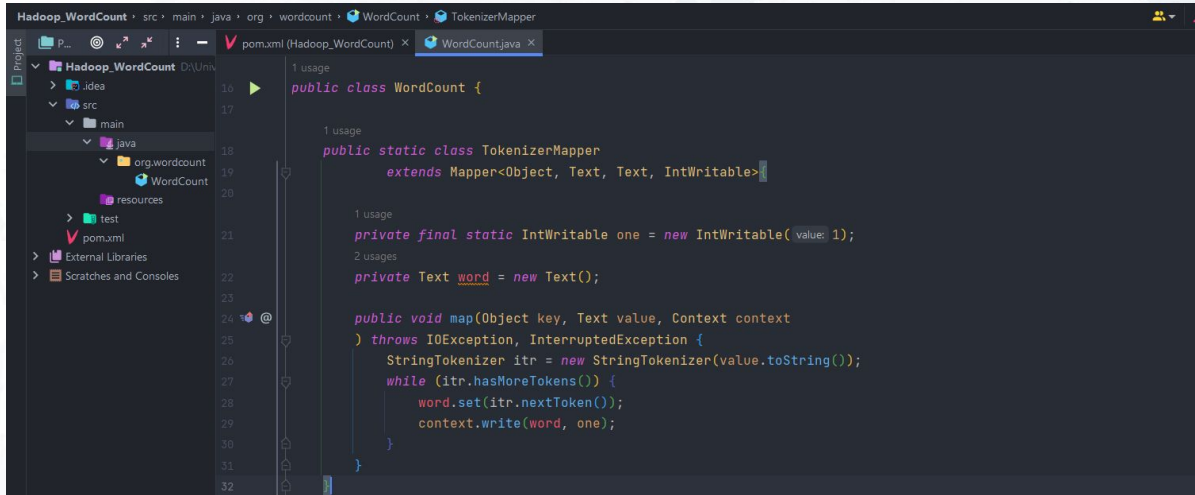 Hadoop_WordCount › src › main › java › org › wordcount › WordCount › TokenizerMapper
Project
P...
pom.xml (Hadoop_WordCount) ×
WordCount.java ×
Hadoop_WordCount D:\Univ
.idea
src
main
java
org.wordcount
WordCount
resources
test
pom.xml
External Libraries
Scratches and Consoles
1 usage
16 public class WordCount {
17
1 usage
18 public static class TokenizerMapper
19 extends Mapper<Object, Text, Text, IntWritable>{
20
1 usage
21 private final static IntWritable one = new IntWritable( value: 1);
2 usages
22 private Text word = new Text();
23
24 @ public void map(Object key, Text value, Context context
25 ) throws IOException, InterruptedException {
26 StringTokenizer itr = new StringTokenizer(value.toString());
27 while (itr.hasMoreTokens()) {
28 word.set(itr.nextToken());
29 context.write(word, one);
30 }
31 }
32 }